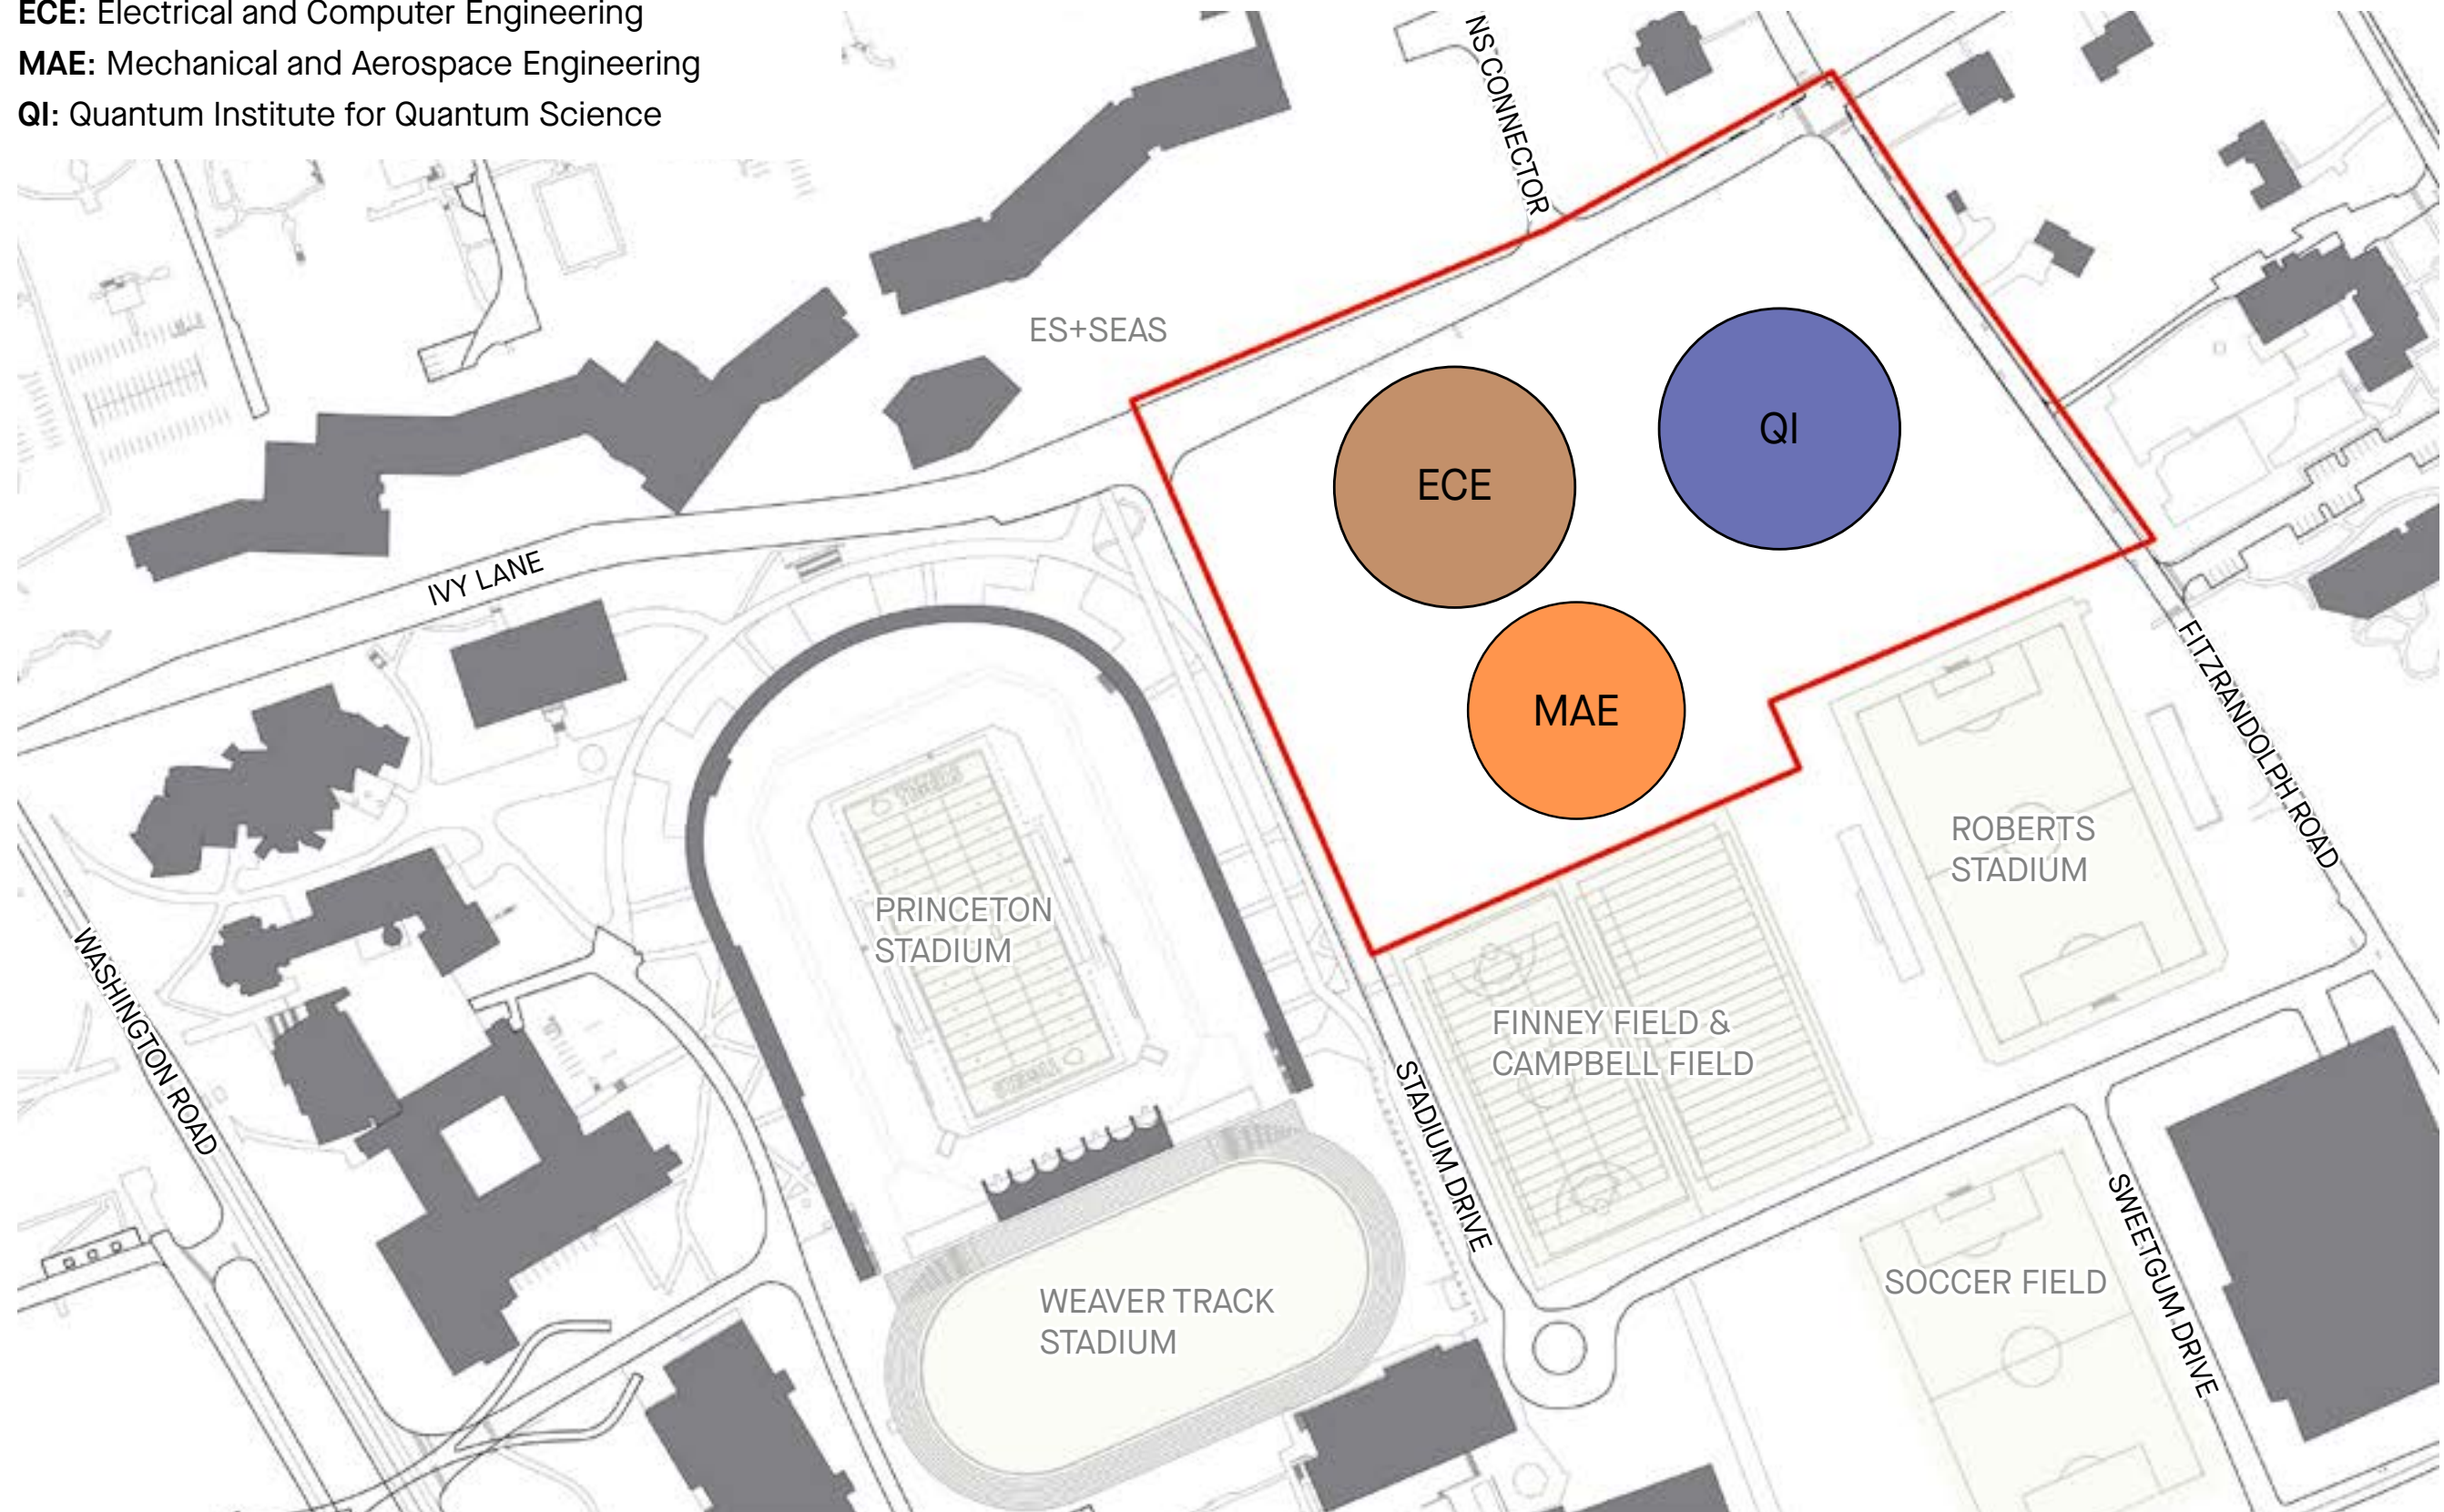 ECE: Electrical and Computer Engineering
MAE: Mechanical and Aerospace Engineering
QI: Quantum Institute for Quantum Science
NS CONNECTOR
ES+SEAS
QI
ECE
IVY LANE
MAE
FITZRANDOLPH ROAD
ROBERTS
STADIUM
PRINCETON
STADIUM
WASHINGTON ROAD
FINNEY FIELD &
CAMPBELL FIELD
STADIUM DRIVE
SWEETGUM DRIVE
SOCCER FIELD
WEAVER TRACK
STADIUM